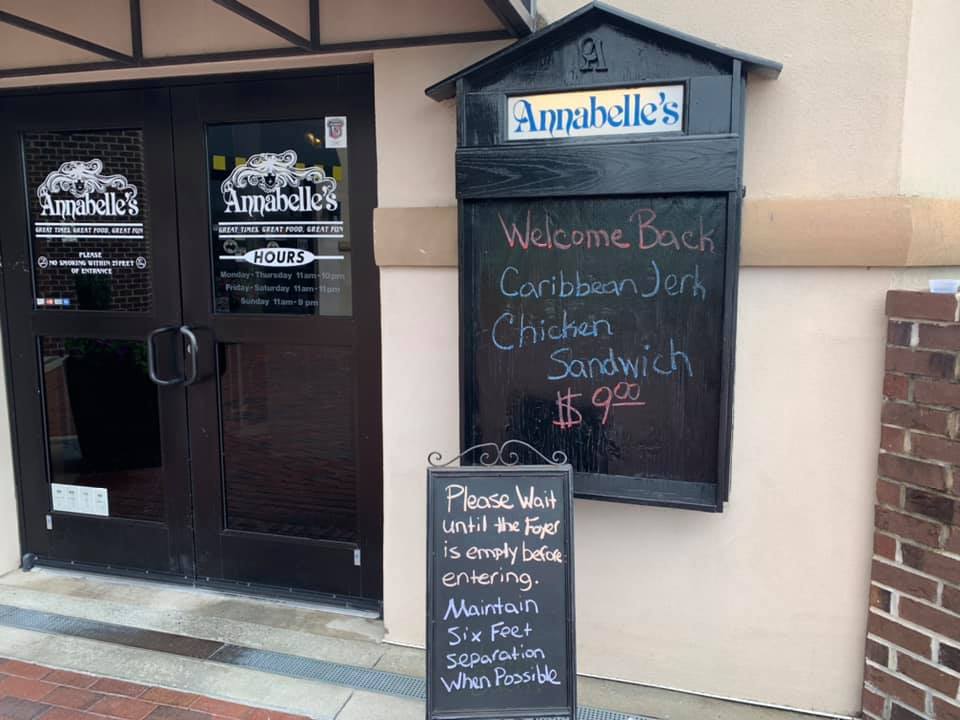 Annabelle's
GREAT TIMES, GREAT FOOD, GREAT FUN
PLEASE
NO SMOKING WITHIN 25 FEET
OF ENTRANCE
Annabelle's
GREAT TIMES, GREAT FOOD, GREAT FUN
HOURS
Monday-Thursday 11am-10pm
Friday-Saturday 11am-11pm
Sunday 11am-9pm
A
Annabelle's
Welcome Back
Caribbean Jerk
Chicken
Sandwich
$ 9.00
Please Wait
until the Foyer
is empty before
entering.
Maintain
Six Feet
separation
When Possible